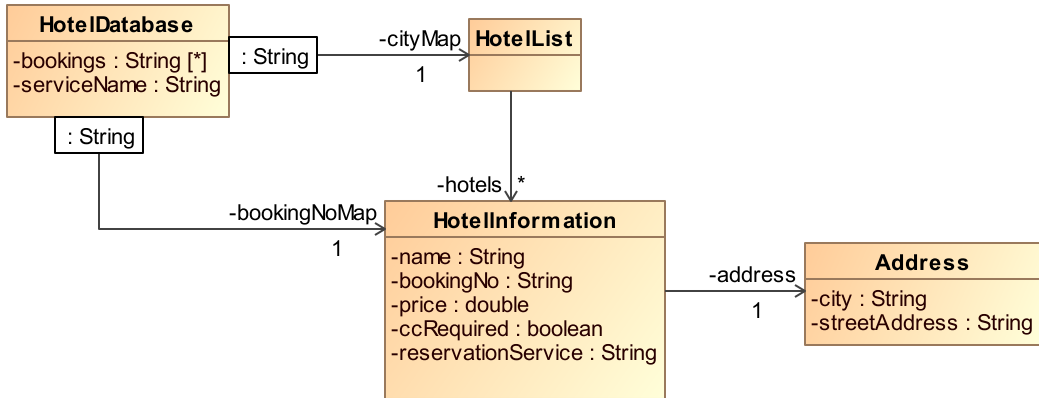 HotelDatabase
-bookings : String [*]
-serviceName : String
: String
-cityMap
1
HotelList
: String
-bookingNoMap
1
-hotels *
HotelInformation
-name : String
-bookingNo : String
-price : double
-ccRequired : boolean
-reservationService : String
-address
1
Address
-city : String
-streetAddress : String